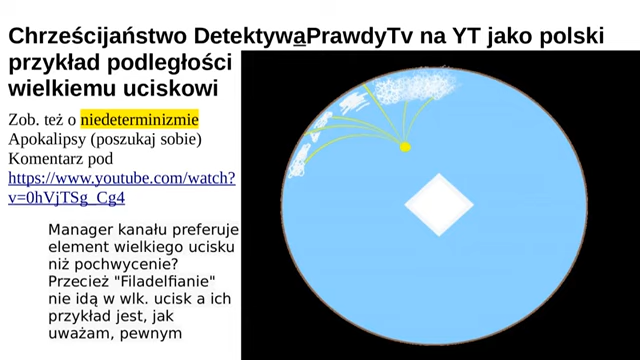 Chrześcijaństwo DetektywaPrawdyTv na YT jako polski
przykład podległości
wielkiemu uciskowi
Zob. też o niedeterminizmie
Apokalipsy (poszukaj sobie)
Komentarz pod
https://www.youtube.com/watch?
v=0hVjTSg_Cg4
Manager kanału preferuje
element wielkiego ucisku
niż pochwycenie?
Przecież "Filadelfianie"
nie idą w wlk. ucisk a ich
przykład jest, jak
uważam, pewnym